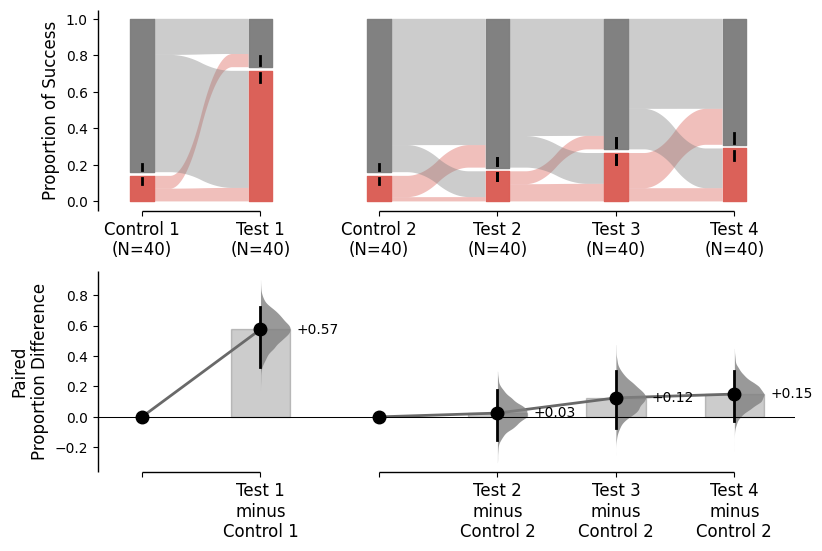 Proportion of Success
1.0
0.8
0.6
0.4
0.2
0.0
Control 1
(N=40)
Test 1
(N=40)
Control 2
(N=40)
Test 2
(N=40)
Test 3
(N=40)
Test 4
(N=40)
Paired
Proportion Difference
0.8
0.6
0.4
0.2
0.0
−0.2
+0.57
+0.03
+0.12
+0.15
Test 1
minus
Control 1
Test 2
minus
Control 2
Test 3
minus
Control 2
Test 4
minus
Control 2